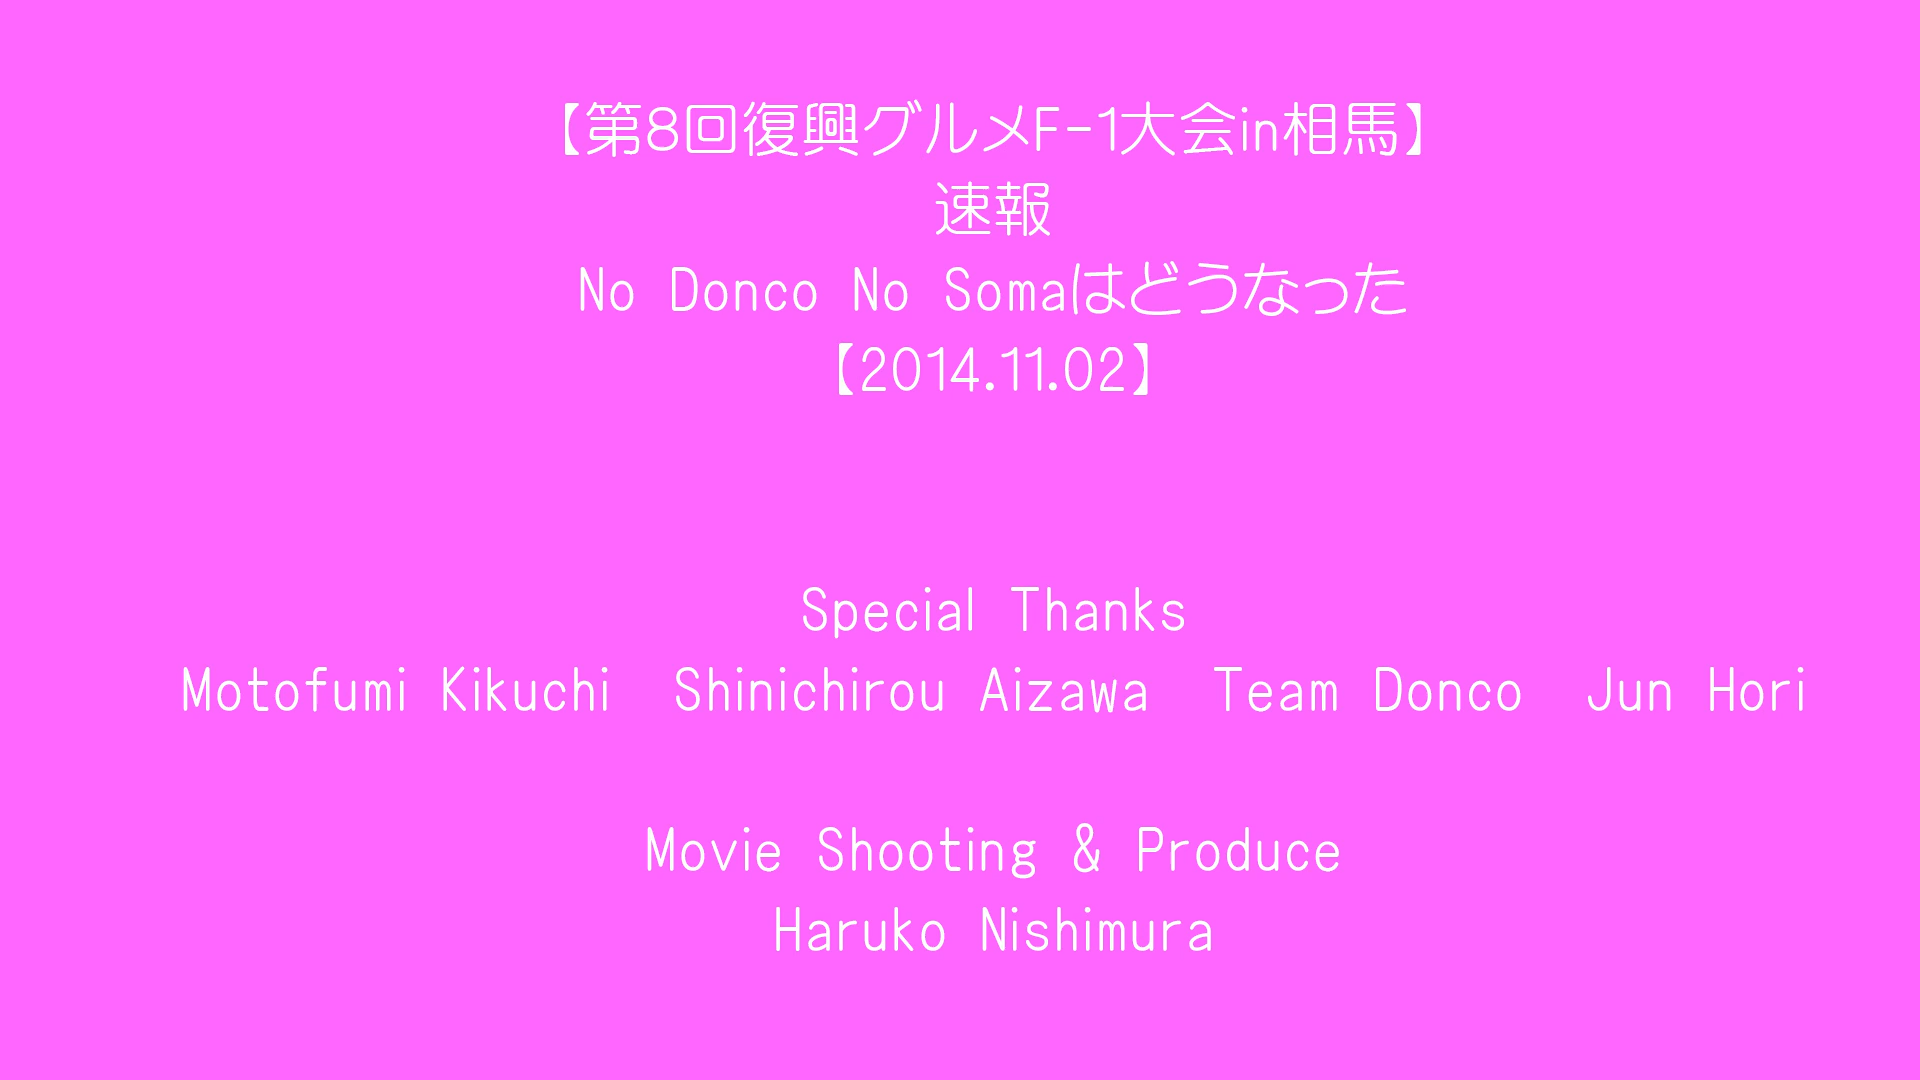 【第8回復興グルメF-1大会in相馬】
速報
No Donco No Somaはどうなった
【2014.11.02】
Special Thanks
Motofumi Kikuchi  Shinichirou Aizawa  Team Donco  Jun Hori
Movie Shooting & Produce
Haruko Nishimura